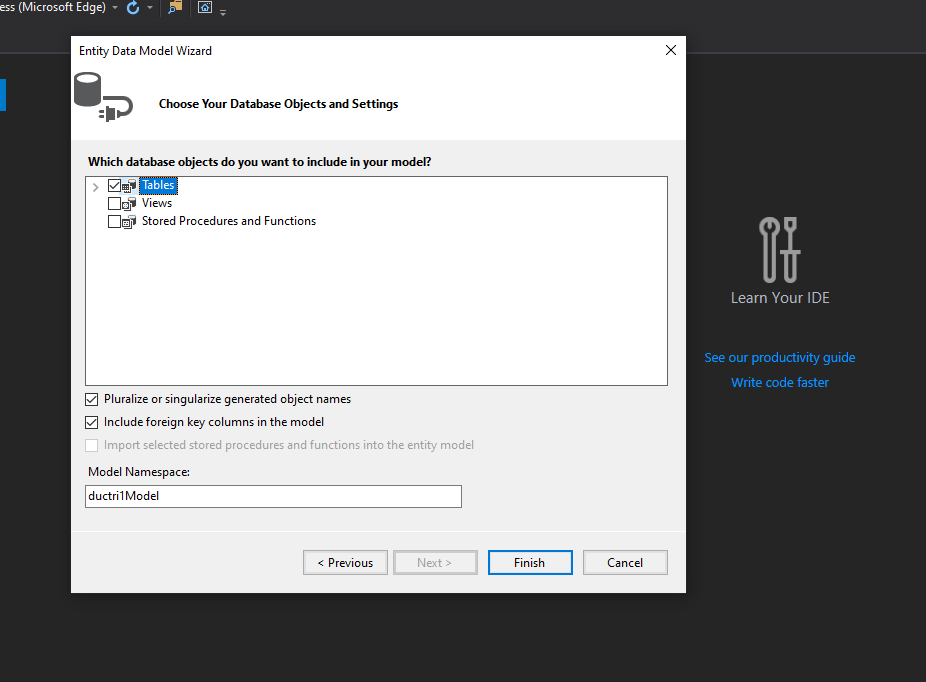 ess (Microsoft Edge)
Entity Data Model Wizard
Choose Your Database Objects and Settings
Which database objects do you want to include in your model?
Tables
Views
Stored Procedures and Functions
Learn Your IDE
See our productivity guide
Write code faster
Pluralize or singularize generated object names
Include foreign key columns in the model
Import selected stored procedures and functions into the entity model
Model Namespace:
ductri1Model
< Previous
Next >
Finish
Cancel